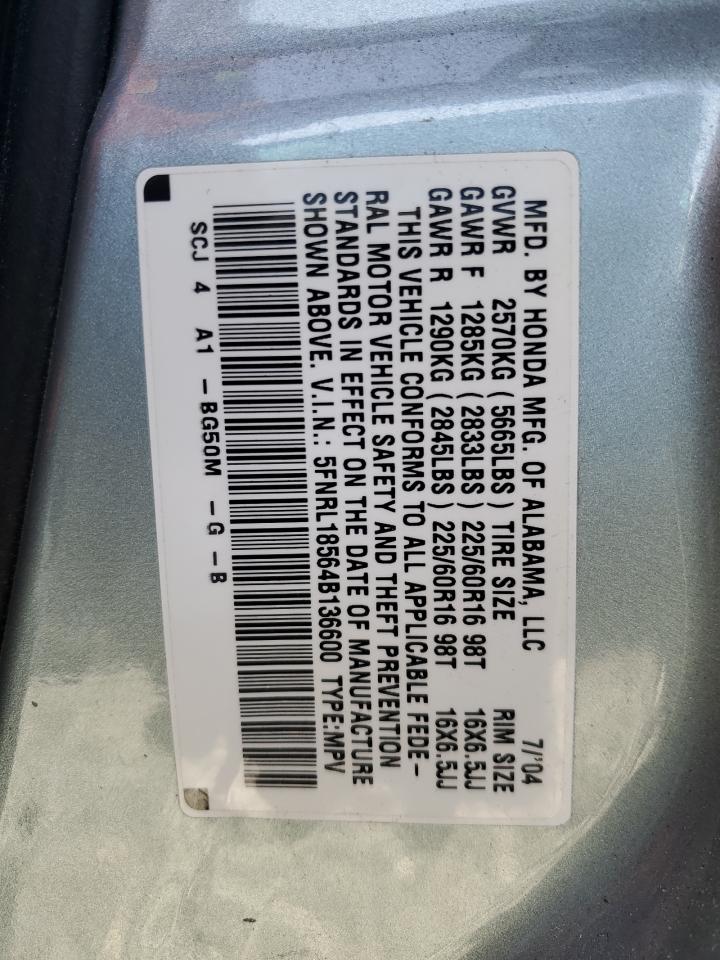 MFD. BY HONDA MFG. OF ALABAMA, LLC 7/'04
GVWR 2570KG (5665LBS) TIRE SIZE RIM SIZE
GAWR F 1285KG (2833LBS) 225/60R16 98T 16X6.5JJ
GAWR R 1290KG (2845LBS) 225/60R16 98T 16X6.5JJ
THIS VEHICLE CONFORMS TO ALL APPLICABLE FEDE-
RAL MOTOR VEHICLE SAFETY AND THEFT PREVENTION
STANDARDS IN EFFECT ON THE DATE OF MANUFACTURE
SHOWN ABOVE. V.I.N.: 5FNRL18564B136600 TYPE:MPV
SCJ 4 A1 -BG50M -G -B